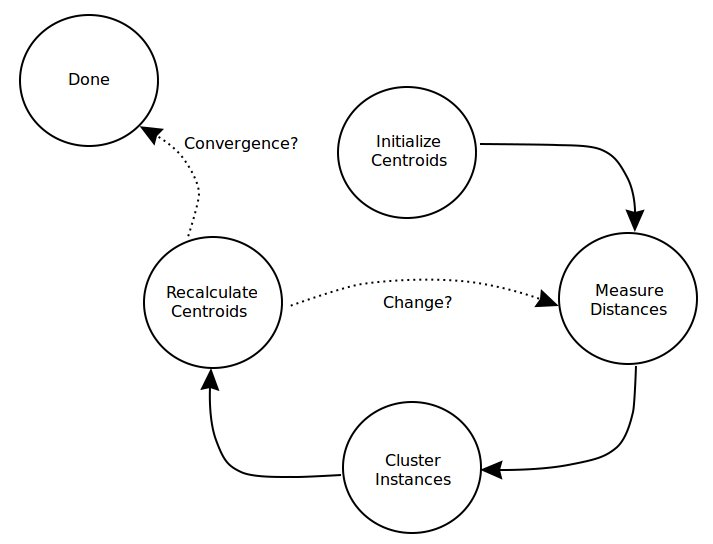 Done
Convergence?
Initialize
Centroids
Recalculate
Centroids
Change?
Measure
Distances
Cluster
Instances